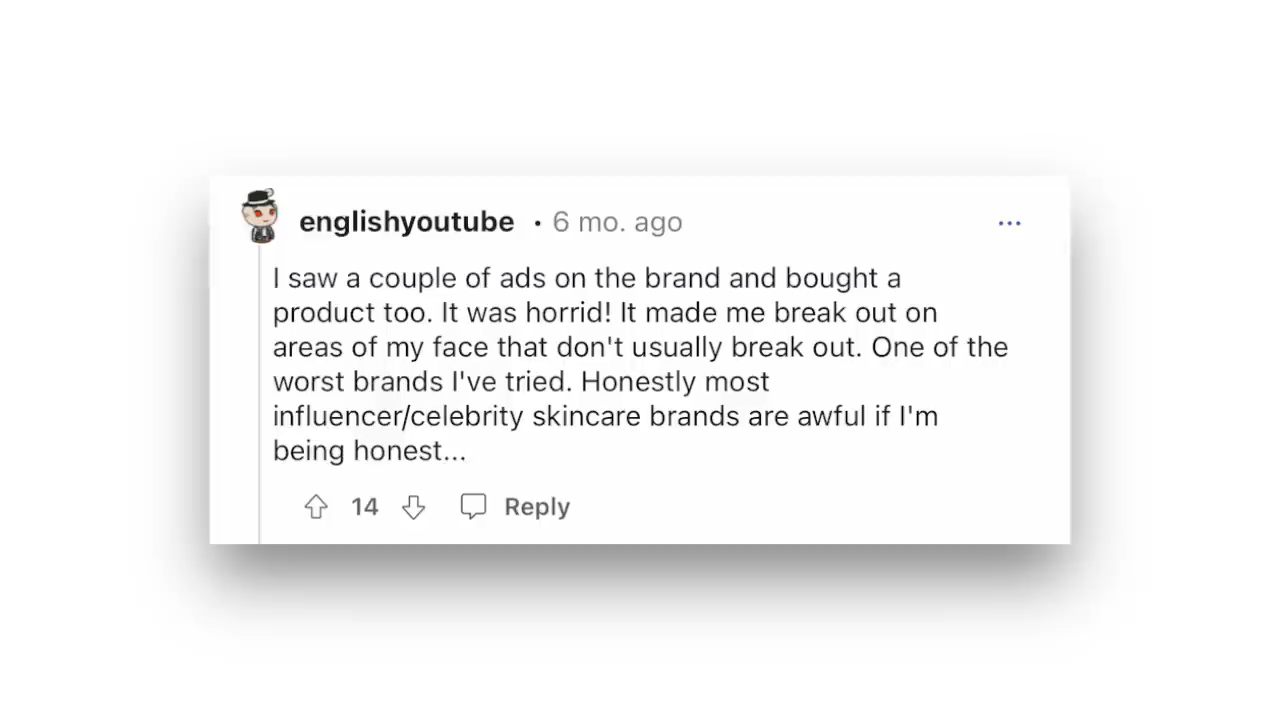 englishyoutube • 6 mo. ago
I saw a couple of ads on the brand and bought a
product too. It was horrid! It made me break out on
areas of my face that don't usually break out. One of the
worst brands I've tried. Honestly most
influencer/celebrity skincare brands are awful if I'm
being honest...
14 Reply